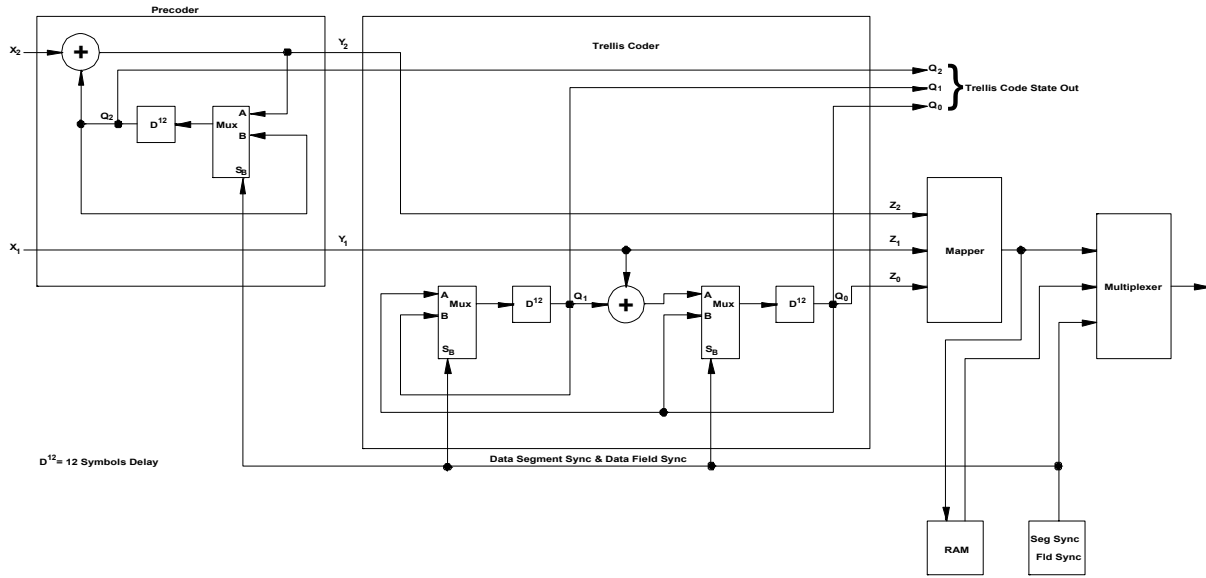 Precoder
X2
+
Y2
Trellis Coder
Q2
Q1
Q0
} Trellis Code State Out
Q2
D12
Mux
A
B
SB
X1
Y1
Z2
Z1
Z0
Mapper
Multiplexer
A
Mux
B
SB
D12
Q1
+
A
Mux
B
SB
D12
Q0
D12= 12 Symbols Delay
Data Segment Sync & Data Field Sync
RAM
Seg Sync
Fld Sync